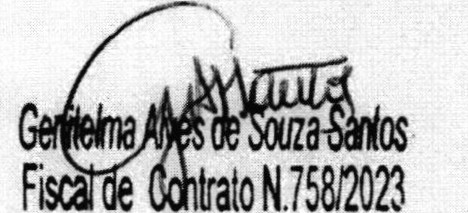 Alves de Souza Santos
Fiscal de Contrato N.758/2023